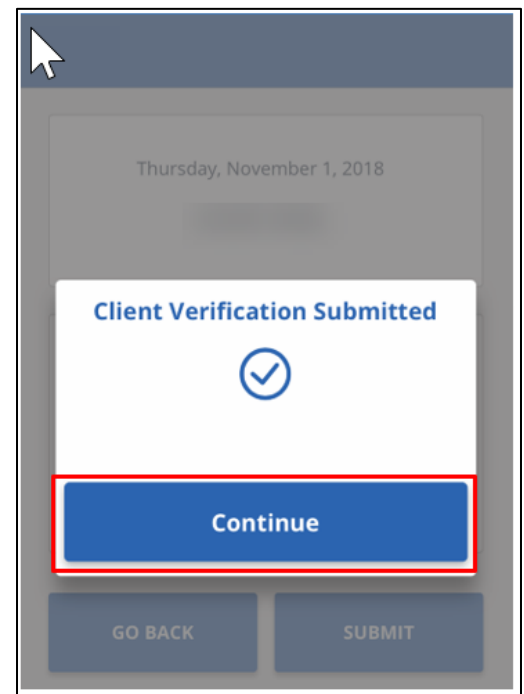 Thursday, November 1, 2018
Client Verification Submitted
Continue
GO BACK SUBMIT